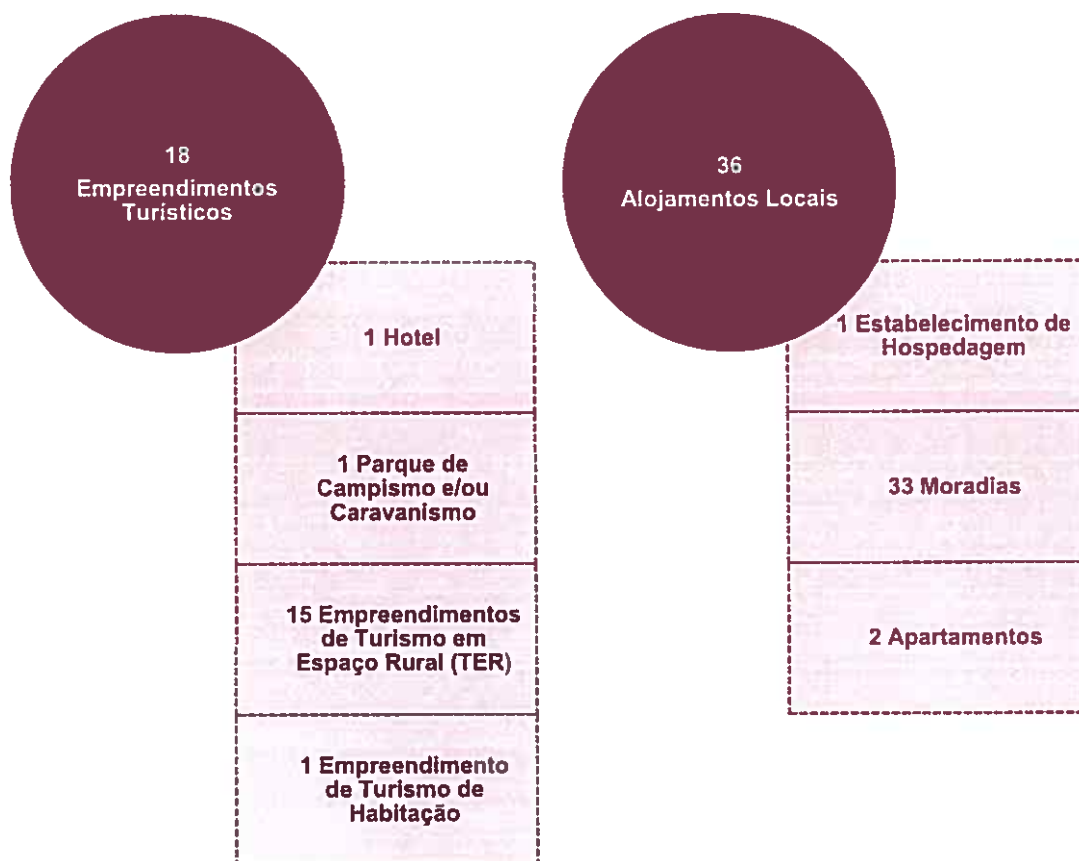 18
Empreendimentos
Turísticos
1 Hotel
1 Parque de
Campismo e/ou
Caravanismo
15 Empreendimentos
de Turismo em
Espaço Rural (TER)
1 Empreendimento
de Turismo de
Habitação
36
Alojamentos Locais
1 Estabelecimento de
Hospedagem
33 Moradias
2 Apartamentos